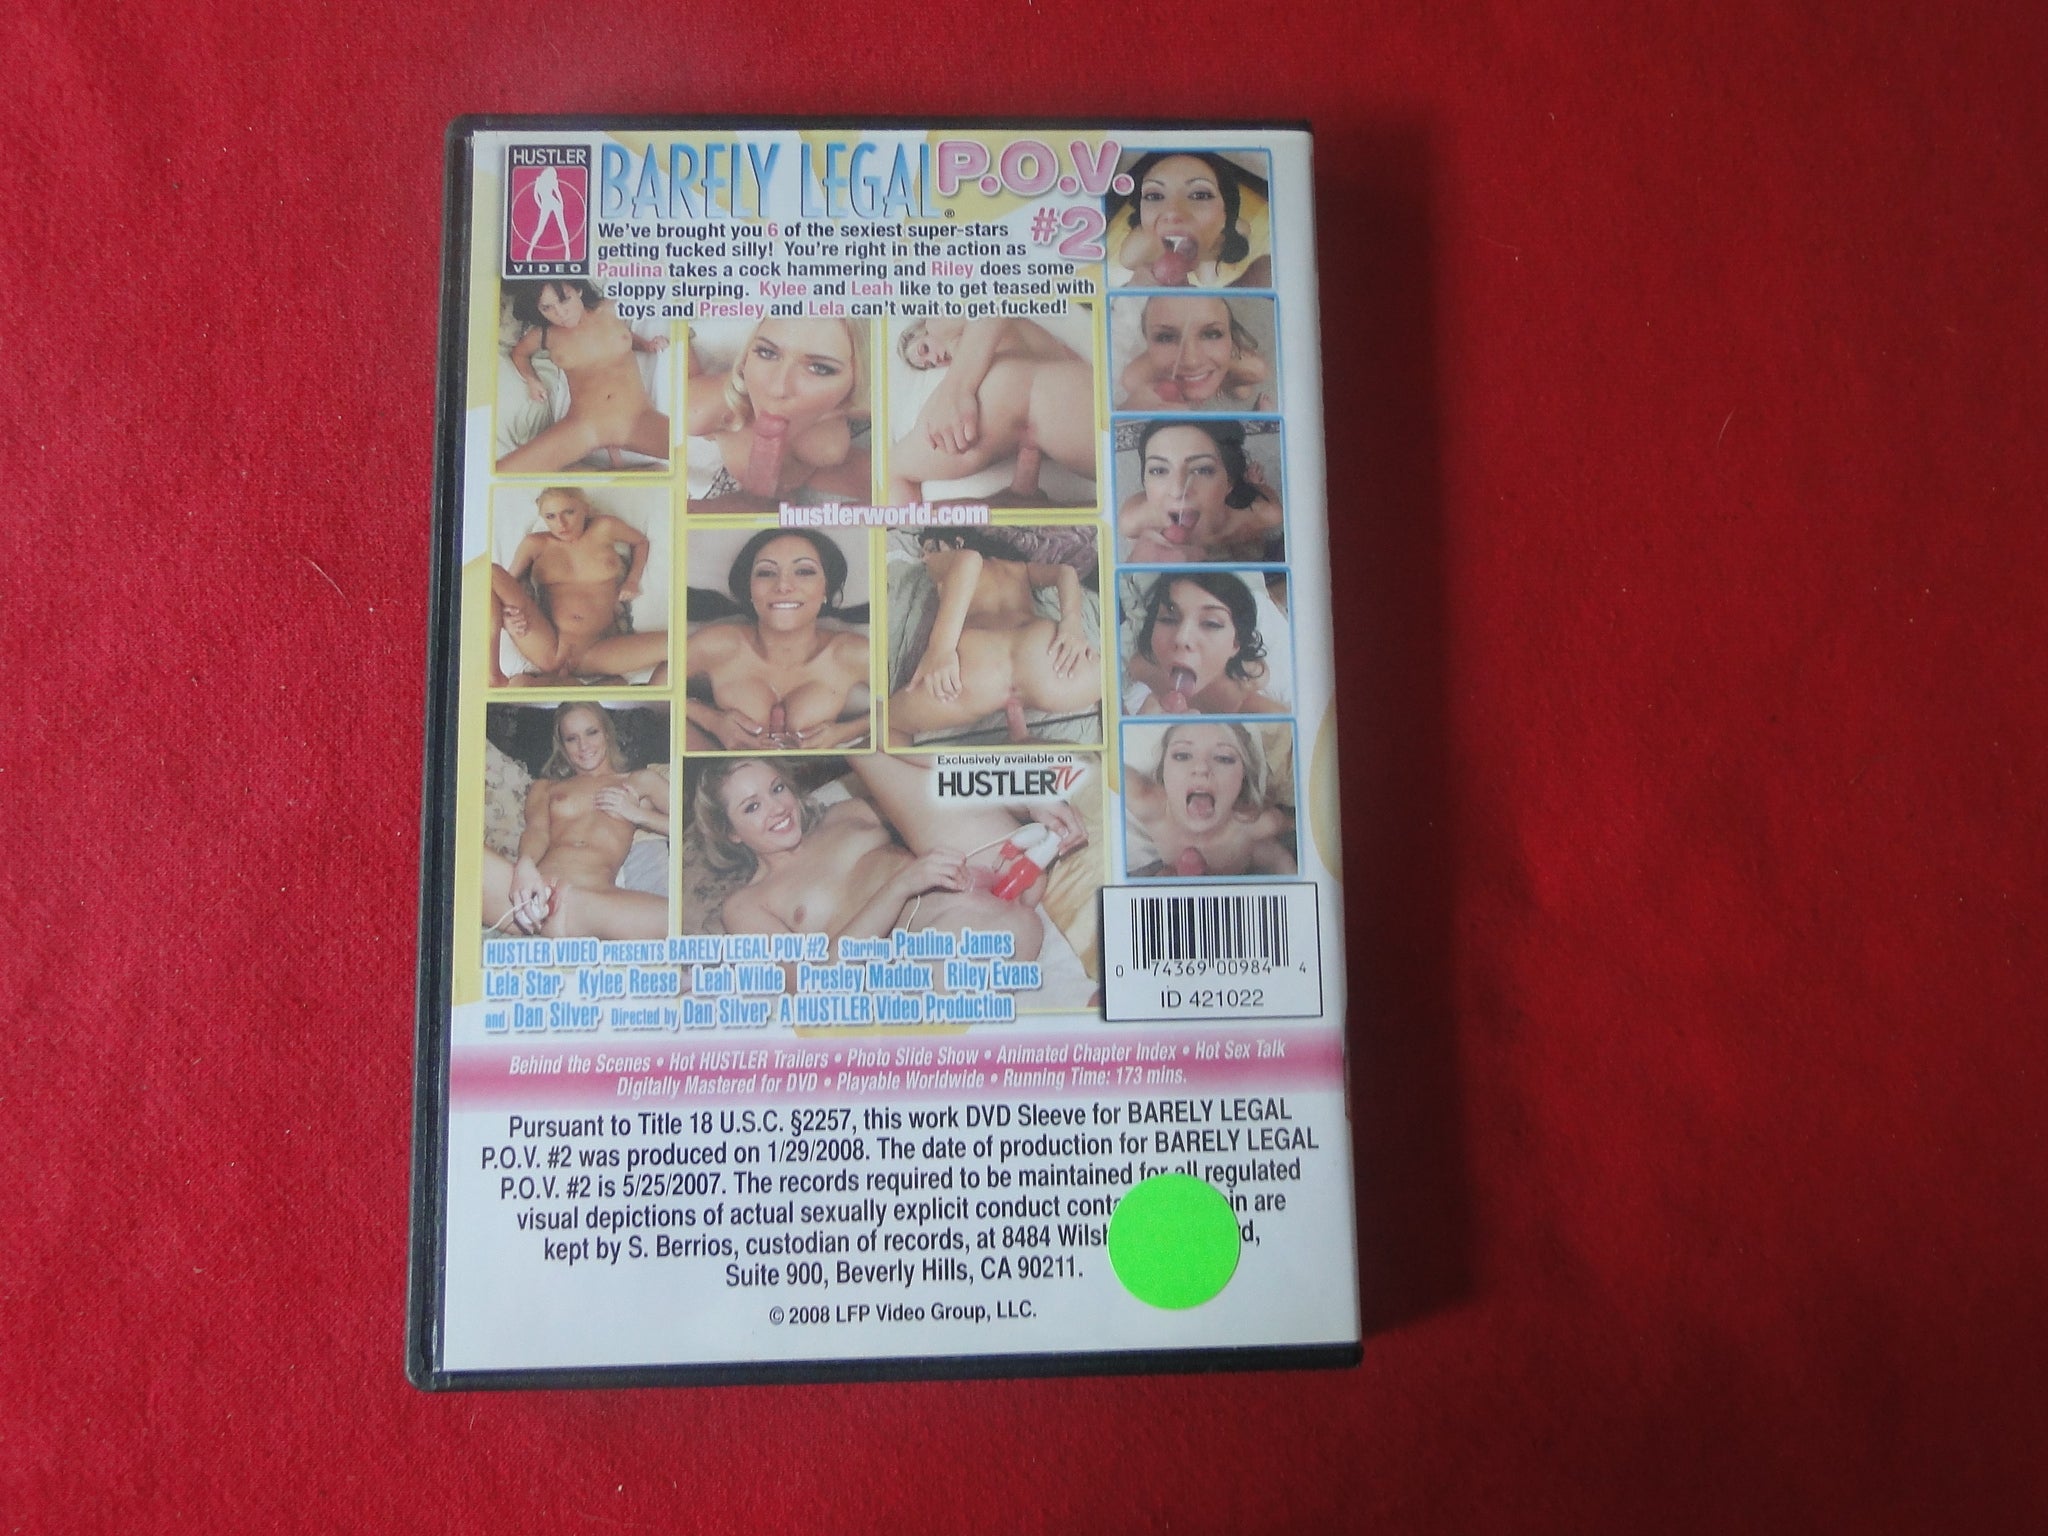 HUSTLER
VIDEO
BARELY LEGAL® P.O.V.
#2
We've brought you 6 of the sexiest super-stars
getting fucked silly! You're right in the action as
Paulina takes a cock hammering and Riley does some
sloppy slurping. Kylee and Leah like to get teased with
toys and Presley and Lela can't wait to get fucked!
hustlerworld.com
Exclusively available on
HUSTLERTV
HUSTLER VIDEO PRESENTS BARELY LEGAL POV #2 Starring Paulina James
Lela Star Kylee Reese Leah Wilde Presley Maddox Riley Evans
and Dan Silver Directed by Dan Silver A HUSTLER Video Production
0 74369 00984 4
ID 421022
Behind the Scenes • Hot HUSTLER Trailers • Photo Slide Show • Animated Chapter Index • Hot Sex Talk
Digitally Mastered for DVD • Playable Worldwide • Running Time: 173 mins.
Pursuant to Title 18 U.S.C. §2257, this work DVD Sleeve for BARELY LEGAL
P.O.V. #2 was produced on 1/29/2008. The date of production for BARELY LEGAL
P.O.V. #2 is 5/25/2007. The records required to be maintained for all regulated
visual depictions of actual sexually explicit conduct are
kept by S. Berrios, custodian of records, at 8484
Suite 900, Beverly Hills, CA 90211.
© 2008 LFP Video Group, LLC.